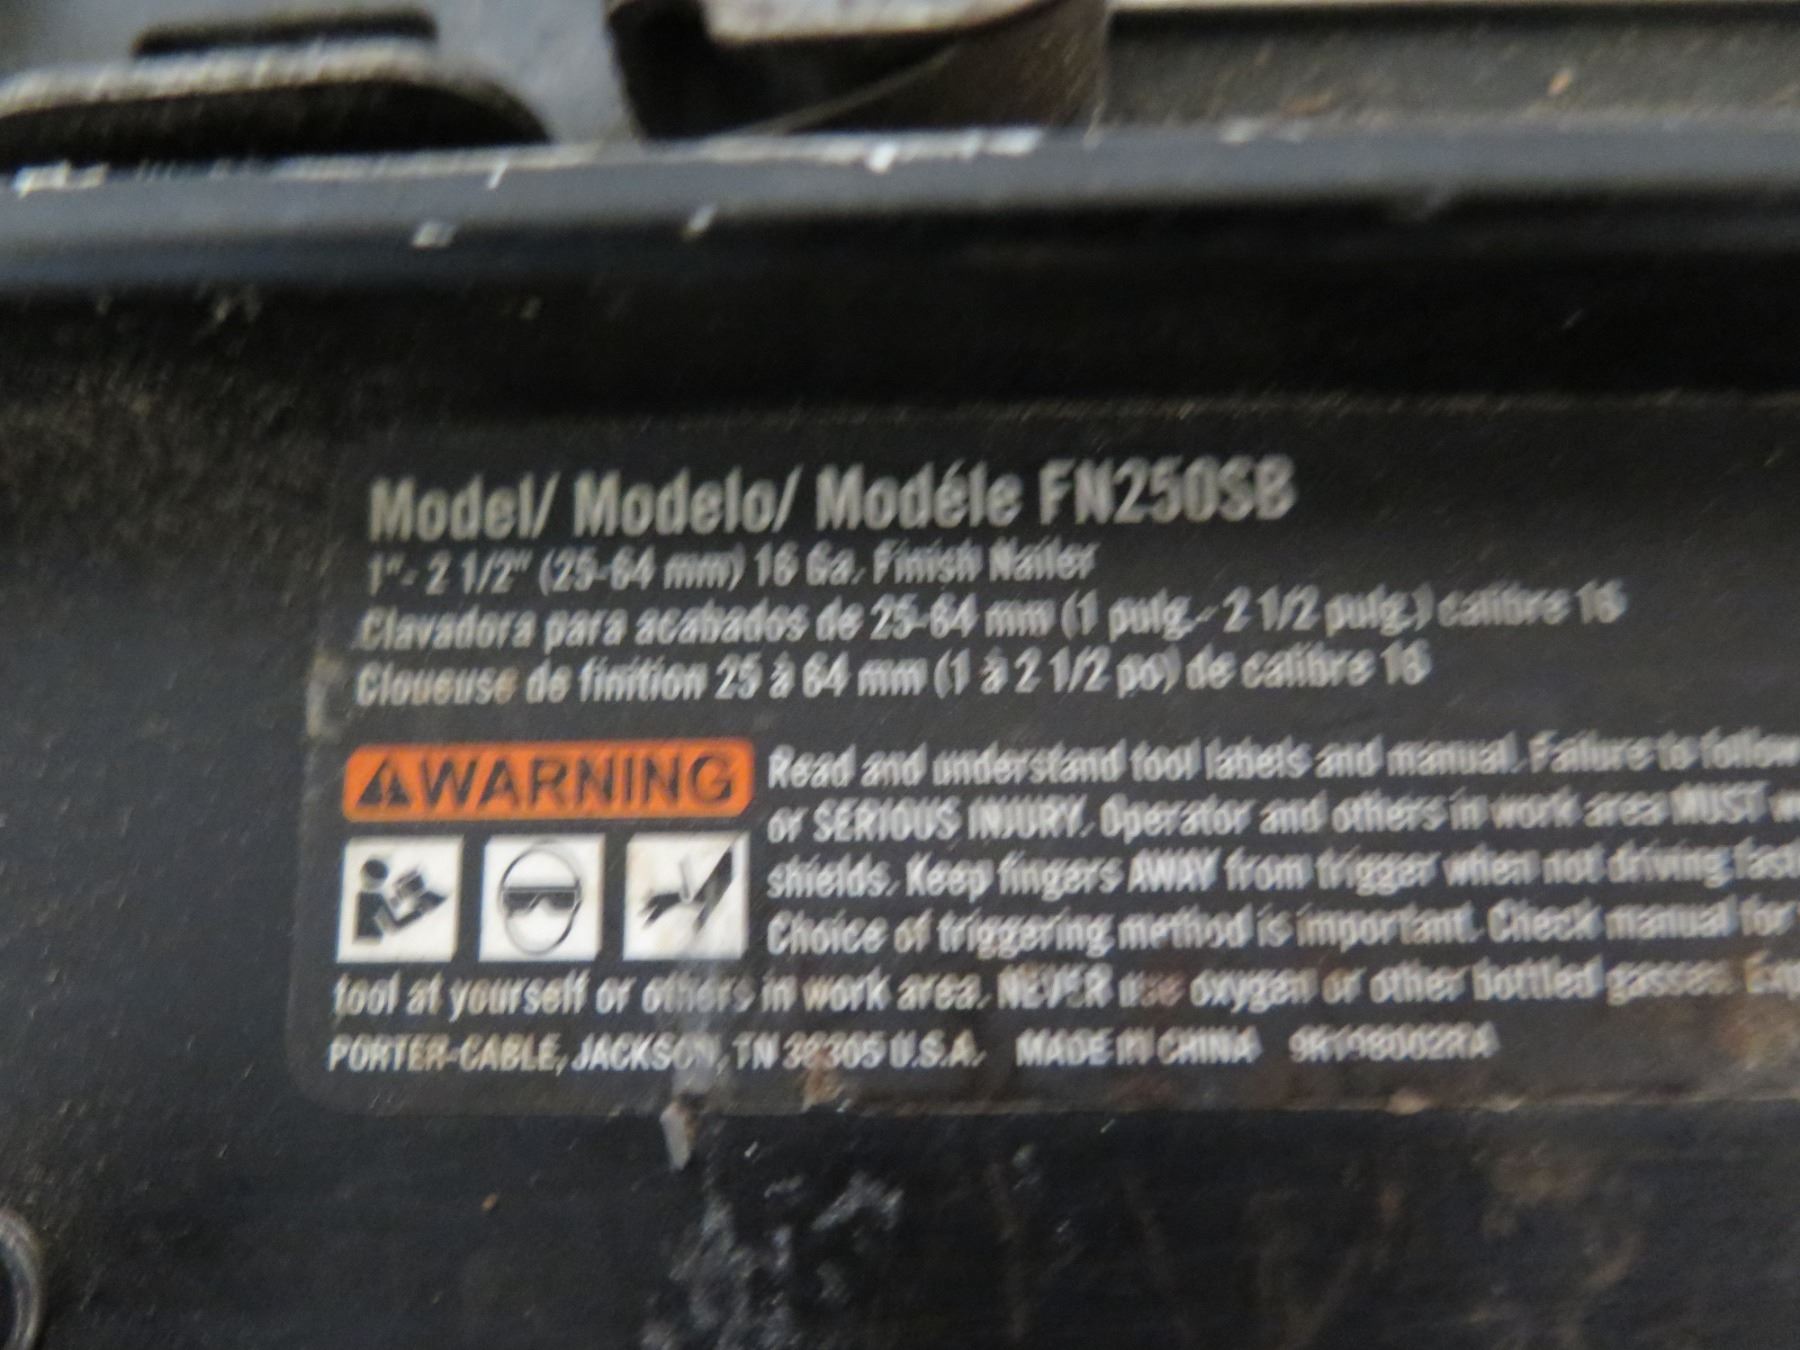 Model/ Modelo/ Modéle FN250SB
1"- 2 1/2" (25-64 mm) 16 Ga. Finish Nailer
Clavadora para acabados de 25-64 mm (1 pulg.- 2 1/2 pulg.) calibre 16
Cloueuse de finition 25 à 64 mm (1 à 2 1/2 po) de calibre 16
WARNING
Read and understand tool labels and manual. Failure to follow
or SERIOUS INJURY. Operator and others in work area MUST
shields. Keep fingers AWAY from trigger when not driving
Choice of triggering method is important. Check manual for
tool at yourself or others in work area. NEVER use oxygen or other bottled gasses.
PORTER-CABLE, JACKSON, TN 38305 U.S.A. MADE IN CHINA